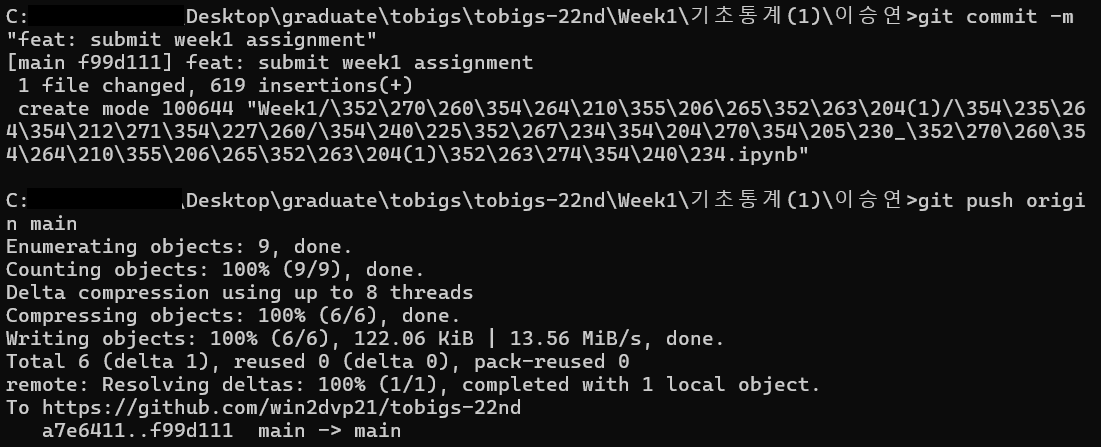 C:\Desktop\graduate\tobigs\tobigs-22nd\Week1\기초통계(1)\이승연>git commit -m
"feat: submit week1 assignment"
[main f99d111] feat: submit week1 assignment
 1 file changed, 619 insertions(+)
 create mode 100644 "Week1/\352\270\260\354\264\210\355\206\265\352\263\204(1)/\354\235\26
4\354\212\271\354\227\260/\354\240\225\352\267\234\354\204\270\354\205\230_\352\270\260\35
4\264\210\355\206\265\352\263\204(1)\352\263\274\354\240\234.ipynb"
C:\Desktop\graduate\tobigs\tobigs-22nd\Week1\기초통계(1)\이승연>git push origi
n main
Enumerating objects: 9, done.
Counting objects: 100% (9/9), done.
Delta compression using up to 8 threads
Compressing objects: 100% (6/6), done.
Writing objects: 100% (6/6), 122.06 KiB | 13.56 MiB/s, done.
Total 6 (delta 1), reused 0 (delta 0), pack-reused 0
remote: Resolving deltas: 100% (1/1), completed with 1 local object.
To https://github.com/win2dvp21/tobigs-22nd
   a7e6411..f99d111  main -> main